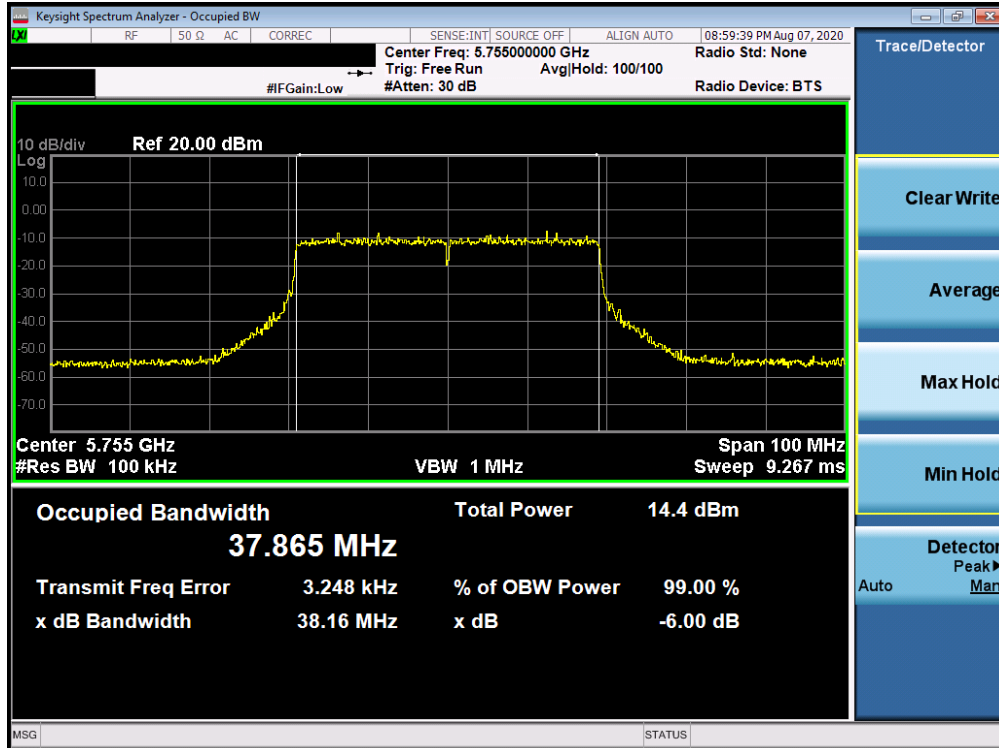 Keysight Spectrum Analyzer - Occupied BW
LXI RF 50 Ω AC CORREC SENSE:INT SOURCE OFF ALIGN AUTO 08:59:39 PM Aug 07, 2020
Center Freq: 5.755000000 GHz Radio Std: None
Trig: Free Run Avg|Hold: 100/100
#IFGain:Low #Atten: 30 dB Radio Device: BTS
Trace/Detector
10 dB/div Ref 20.00 dBm
Log
10.0
0.00
-10.0
-20.0
-30.0
-40.0
-50.0
-60.0
-70.0
Center 5.755 GHz Span 100 MHz
#Res BW 100 kHz VBW 1 MHz Sweep 9.267 ms
Occupied Bandwidth Total Power 14.4 dBm
37.865 MHz
Transmit Freq Error 3.248 kHz % of OBW Power 99.00 %
x dB Bandwidth 38.16 MHz x dB -6.00 dB
Clear Write
Average
Max Hold
Min Hold
Detector
Peak▶
Auto Man
MSG STATUS